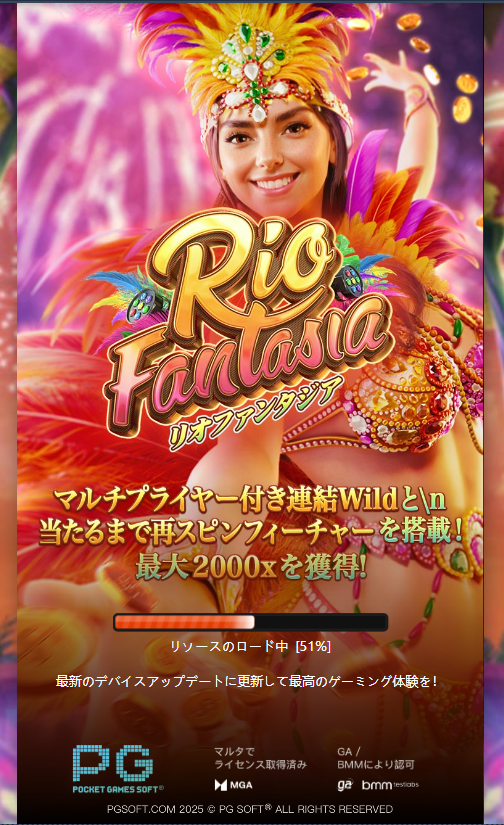 Rio
Fantasia
リオファンタジア
マルチプライヤー付き連結Wildと\n
当たるまで再スピンフィーチャーを搭載!
最大2000xを獲得!
リソースのロード中 [51%]
最新のデバイスアップデートに更新して最高のゲーミング体験を!
PG
POCKET GAMES SOFT®
マルタで
ライセンス取得済み
MGA
GA /
BMMにより認可
ga bmm testlabs
PGSOFT.COM 2025 © PG SOFT® ALL RIGHTS RESERVED